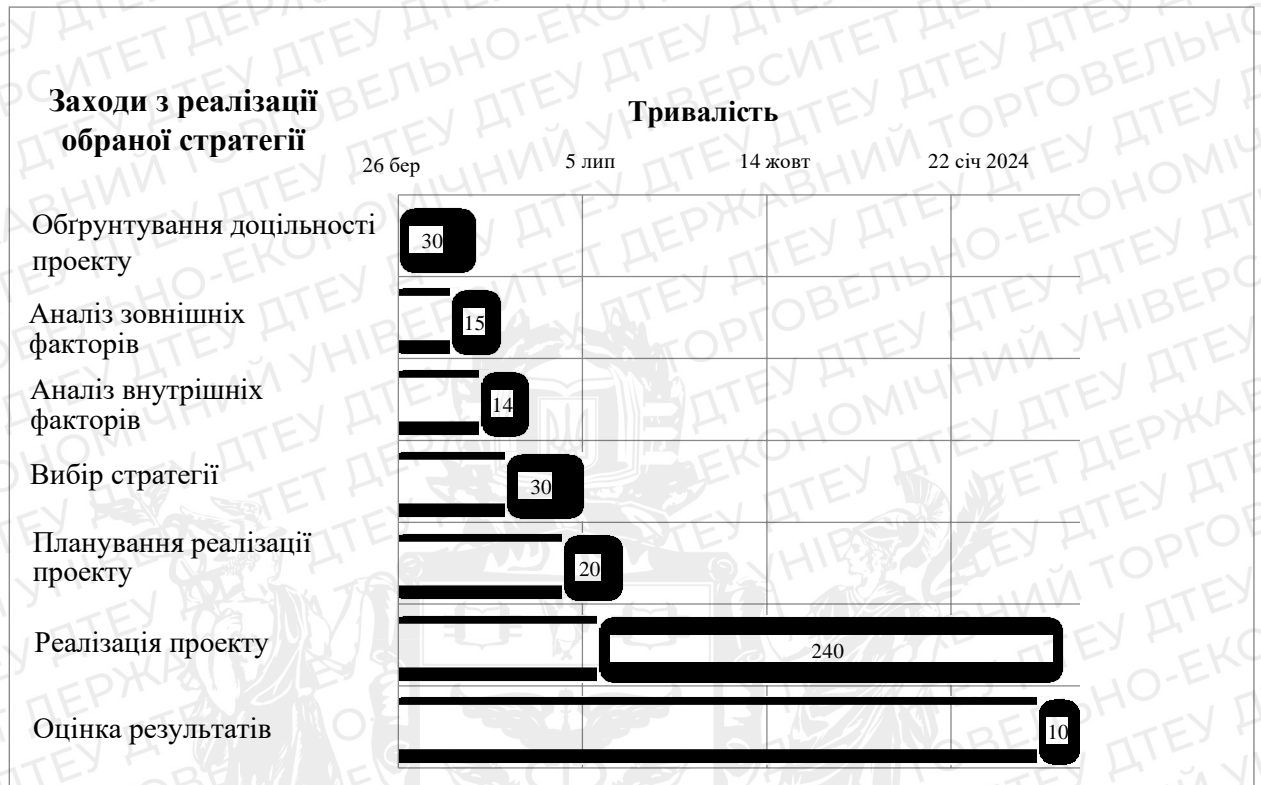 Заходи з реалізації
обраної стратегії
Тривалість
26 бер
5 лип
14 жовт
22 січ 2024
Обґрунтування доцільності
проекту
30
Аналіз зовнішніх
факторів
15
Аналіз внутрішніх
факторів
14
Вибір стратегії
30
Планування реалізації
проекту
20
Реалізація проекту
240
Оцінка результатів
10